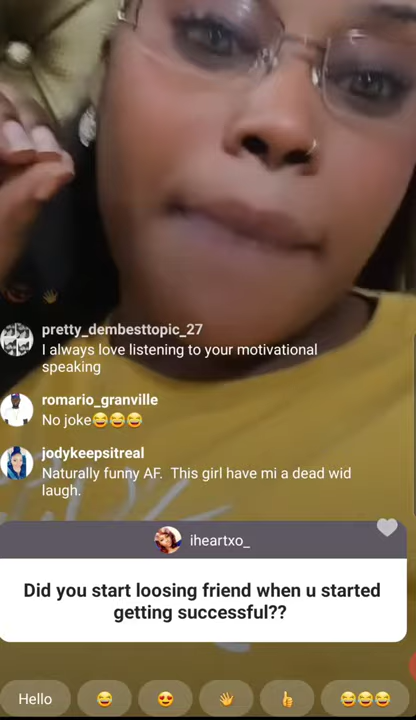 pretty_dembesttopic_27
I always love listening to your motivational
speaking
romario_granville
No joke😂😂😂
jodykeepsitreal
Naturally funny AF. This girl have mi a dead wid
laugh.
iheartxo_
Did you start loosing friend when u started
getting successful??
Hello 😂 😍 👋 👍 😂😂😂